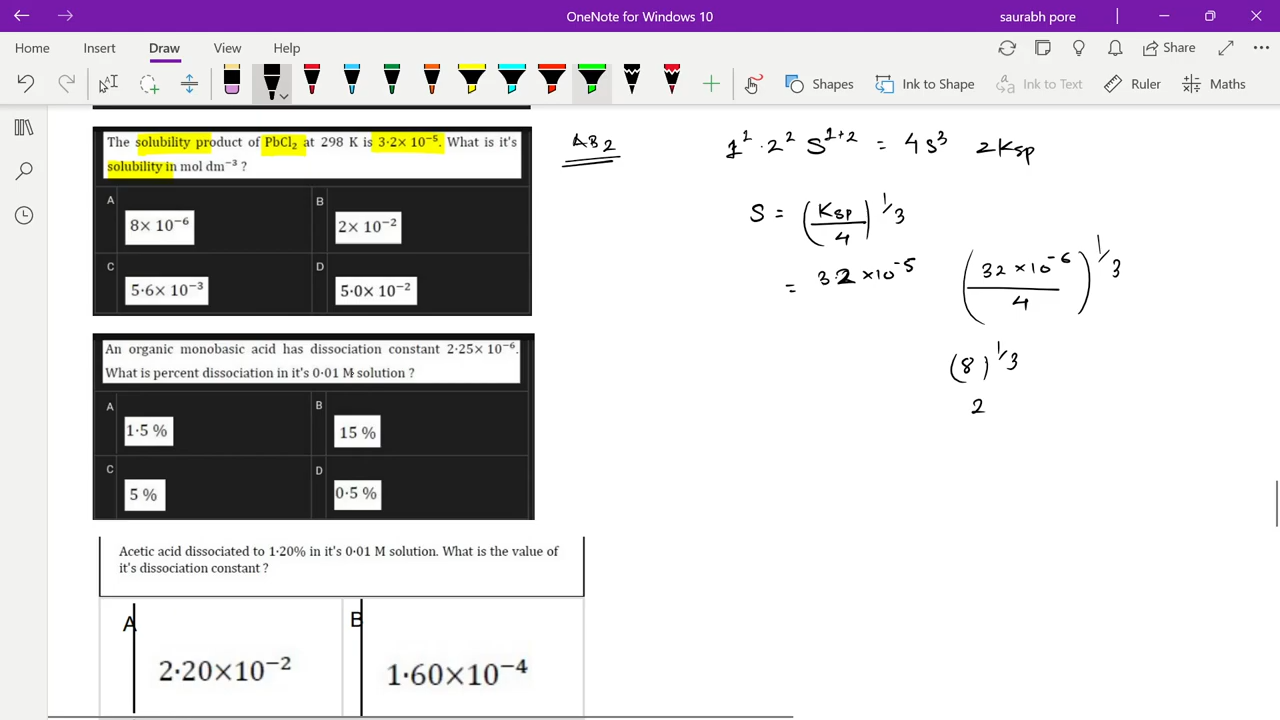 OneNote for Windows 10
saurabh pore
Home Insert Draw View Help
Share
Shapes Ink to Shape Ink to Text Ruler Maths
The solubility product of PbCl₂ at 298 K is 3·2× 10⁻⁵. What is it's
solubility in mol dm⁻³ ?
A
8× 10⁻⁶
B
2× 10⁻²
C
5·6× 10⁻³
D
5·0× 10⁻²
AB2
1¹ · 2² S¹⁺² = 4S³ 2Ksp
S = (Ksp/4)^1/3
= 3·2 ×10⁻⁵
(32 ×10⁻⁶/4)^1/3
(8)^1/3
2
An organic monobasic acid has dissociation constant 2·25× 10⁻⁶.
What is percent dissociation in it's 0·01 M solution ?
A
1·5 %
B
15 %
C
5 %
D
0·5 %
Acetic acid dissociated to 1·20% in it's 0·01 M solution. What is the value of
it's dissociation constant ?
A
2·20×10⁻²
B
1·60×10⁻⁴